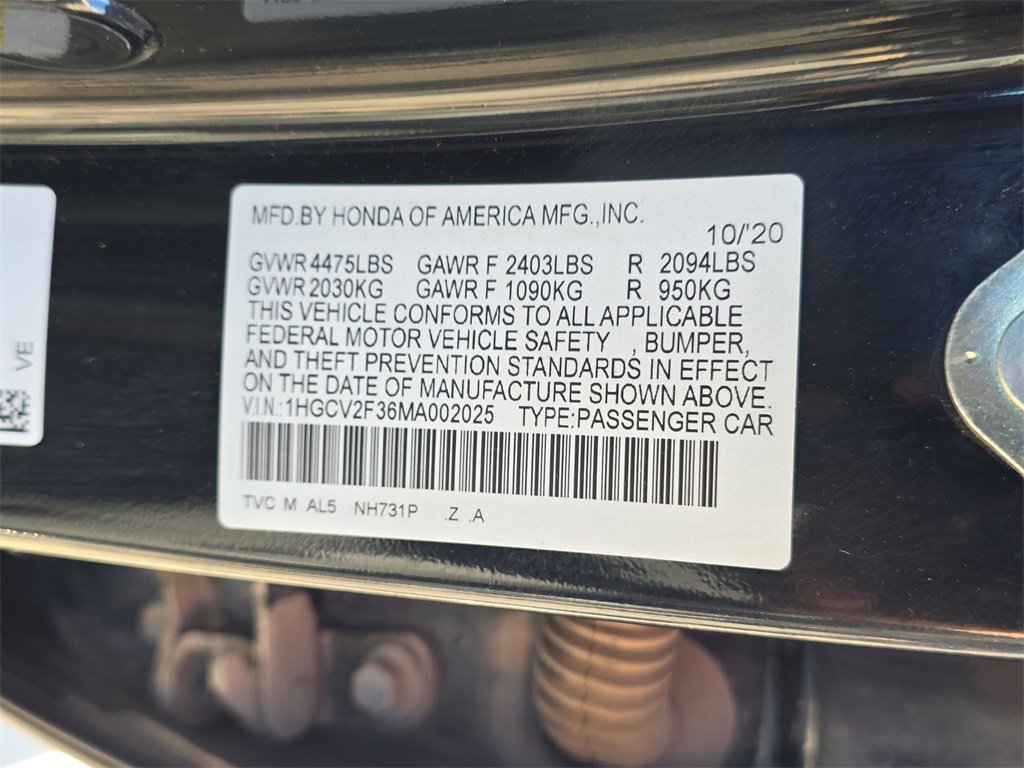 MFD.BY HONDA OF AMERICA MFG.,INC.
10/'20
GVWR 4475LBS GAWR F 2403LBS R 2094LBS
GVWR 2030KG GAWR F 1090KG R 950KG
THIS VEHICLE CONFORMS TO ALL APPLICABLE
FEDERAL MOTOR VEHICLE SAFETY , BUMPER,
AND THEFT PREVENTION STANDARDS IN EFFECT
ON THE DATE OF MANUFACTURE SHOWN ABOVE.
V.I.N.:1HGCV2F36MA002025 TYPE:PASSENGER CAR
TVC M AL5 NH731P .Z .A
VE